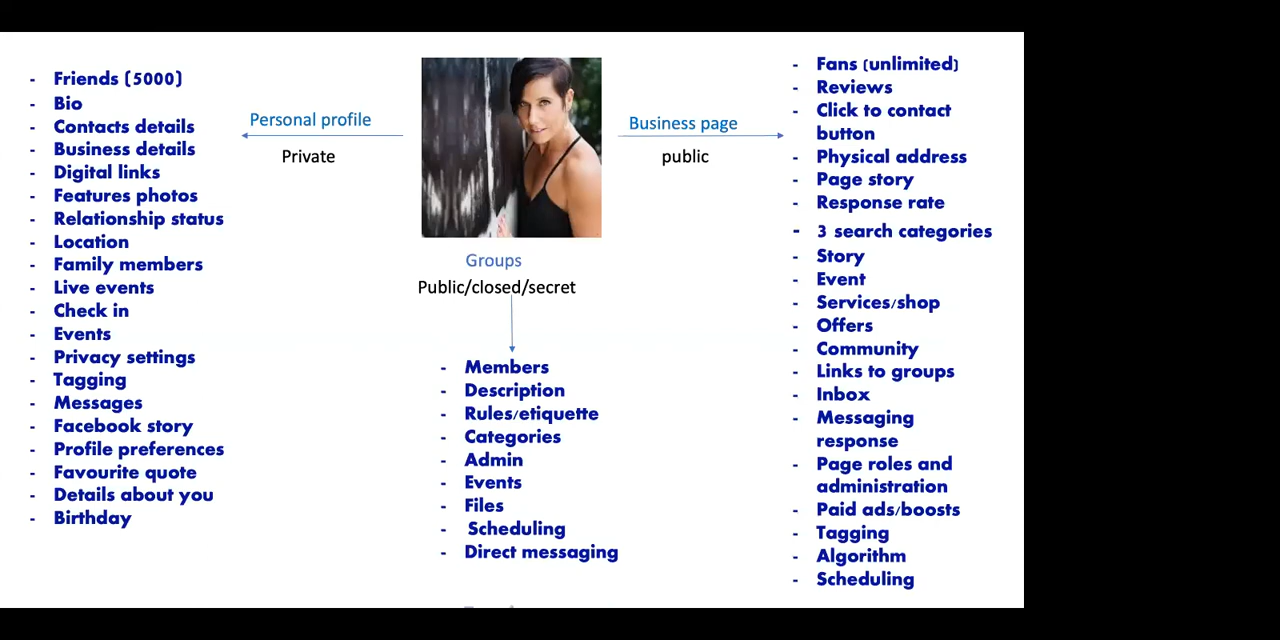 - Friends (5000)
- Bio
- Contacts details
- Business details
- Digital links
- Features photos
- Relationship status
- Location
- Family members
- Live events
- Check in
- Events
- Privacy settings
- Tagging
- Messages
- Facebook story
- Profile preferences
- Favourite quote
- Details about you
- Birthday
Personal profile
Private
Groups
Public/closed/secret
- Members
- Description
- Rules/etiquette
- Categories
- Admin
- Events
- Files
- Scheduling
- Direct messaging
Business page
public
- Fans (unlimited)
- Reviews
- Click to contact
button
- Physical address
- Page story
- Response rate
- 3 search categories
- Story
- Event
- Services/shop
- Offers
- Community
- Links to groups
- Inbox
- Messaging
response
- Page roles and
administration
- Paid ads/boosts
- Tagging
- Algorithm
- Scheduling